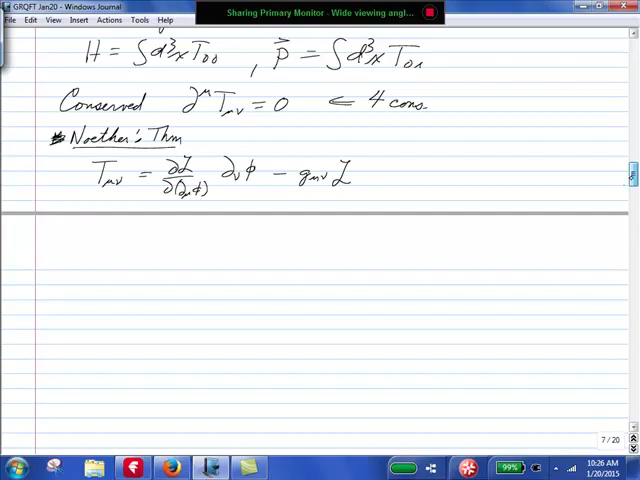 Sharing Primary Monitor - Wide viewing angl...
GRQFT Jan20 - Windows Journal
File Edit View Insert Actions Tools Help
H = ∫d³x T₀₀ , P⃗ = ∫d³x T₀ᵢ
Conserved ∂^μ T_μν = 0 ⇐ 4 cons
Noether's Thm
T_μν = ∂ℒ/∂(∂_μφ) ∂_νφ − g_μν ℒ
7 / 20
99%
10:26 AM
1/20/2015